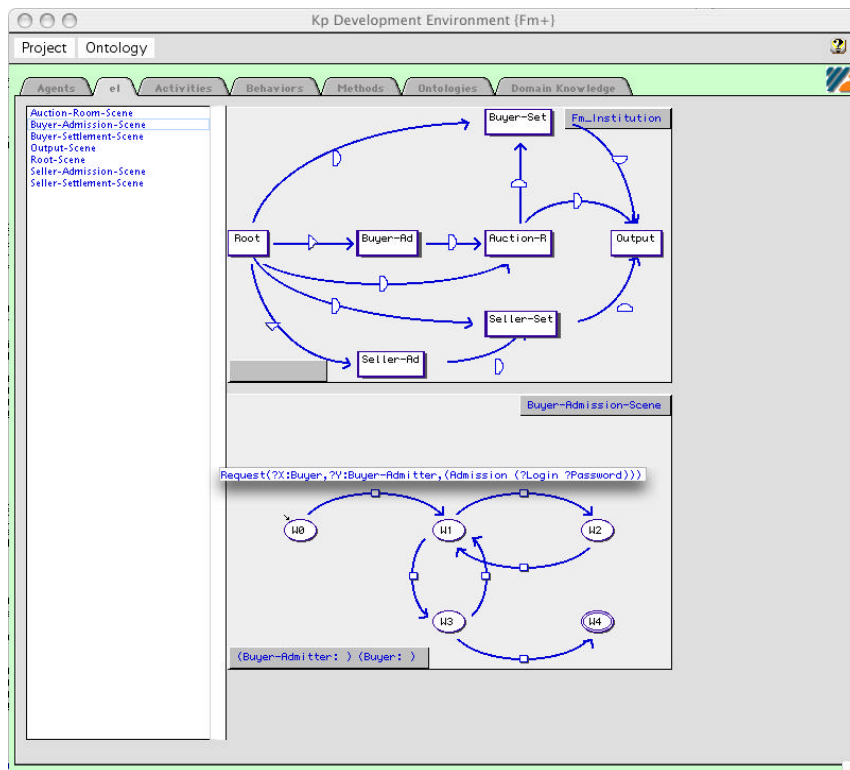 Kp Development Environment {Fm+}
Project Ontology
Agents eI Activities Behaviors Methods Ontologies Domain Knowledge
Auction-Room-Scene
Buyer-Admission-Scene
Buyer-Settlement-Scene
Output-Scene
Root-Scene
Seller-Admission-Scene
Seller-Settlement-Scene
Buyer-Set
Fm_Institution
Root
Buyer-Ad
Auction-R
Output
Seller-Set
Seller-Ad
Buyer-Admission-Scene
Request(?X:Buyer,?Y:Buyer-Admitter,(Admission (?Login ?Password)))
W0
W1
W2
W3
W4
(Buyer-Admitter: ) (Buyer: )